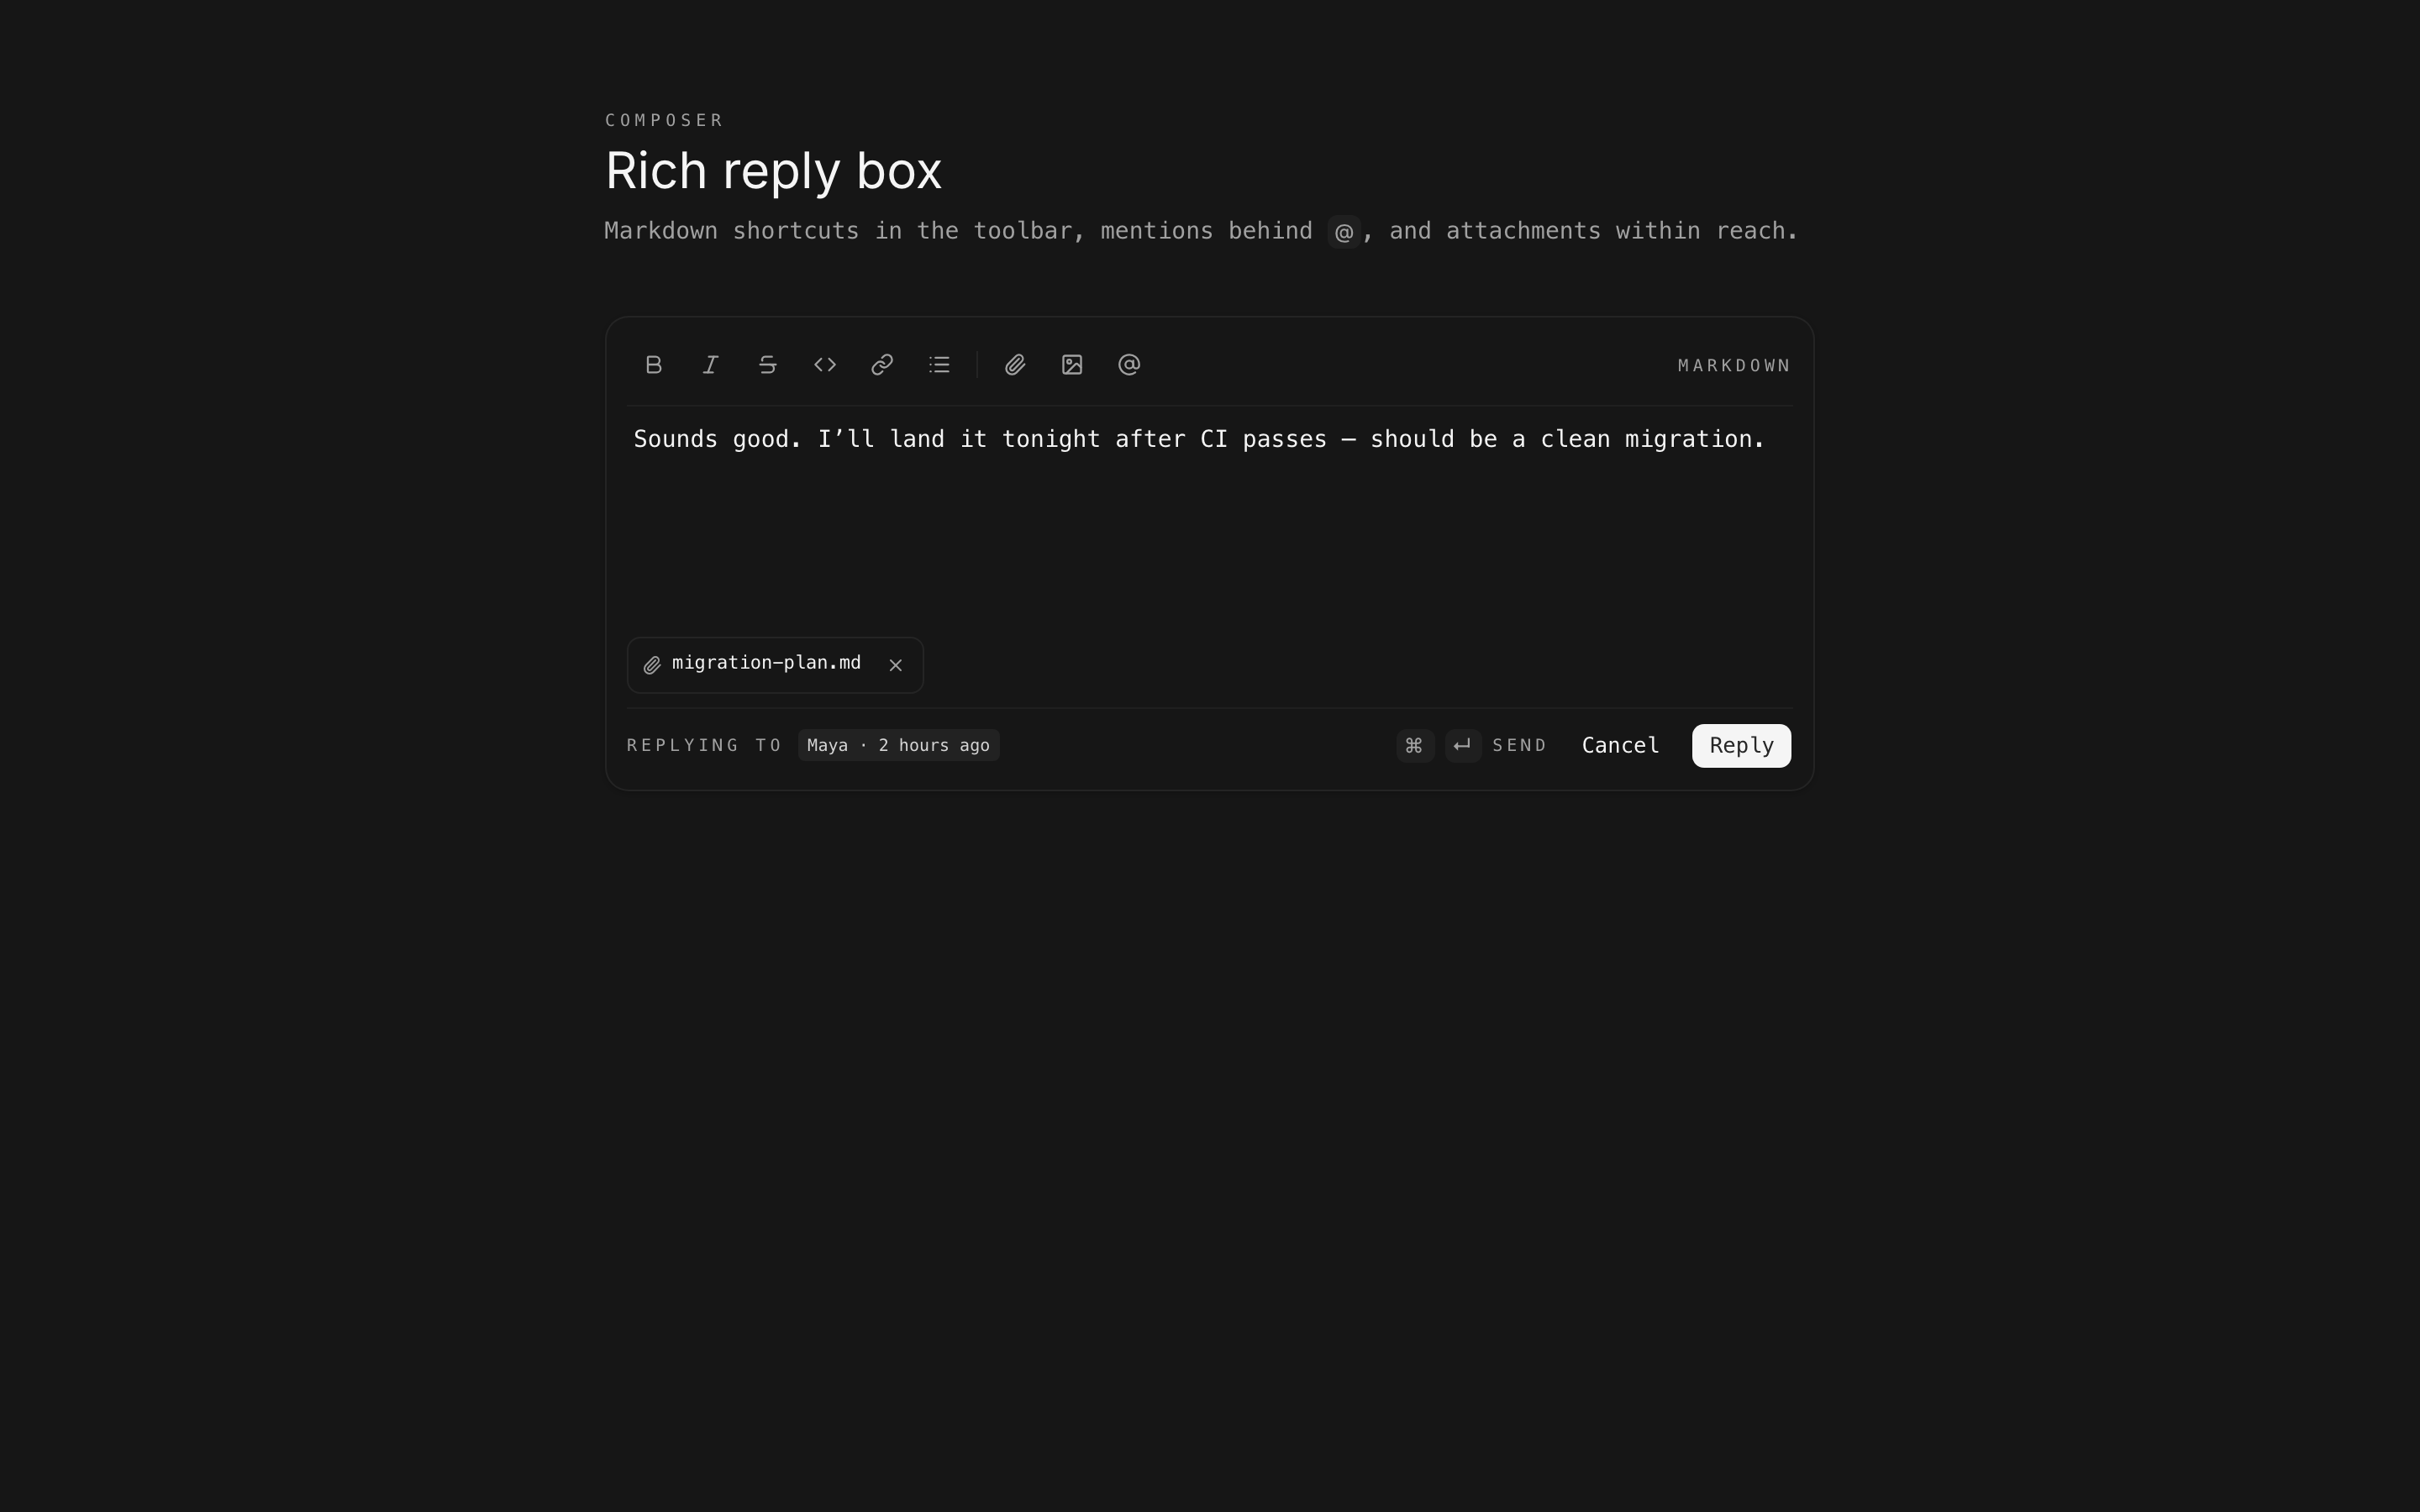 COMPOSER
Rich reply box
Markdown shortcuts in the toolbar, mentions behind @, and attachments within reach.
MARKDOWN
Sounds good. I’ll land it tonight after CI passes — should be a clean migration.
migration-plan.md
REPLYING TO Maya · 2 hours ago ⌘ ↵ SEND Cancel Reply